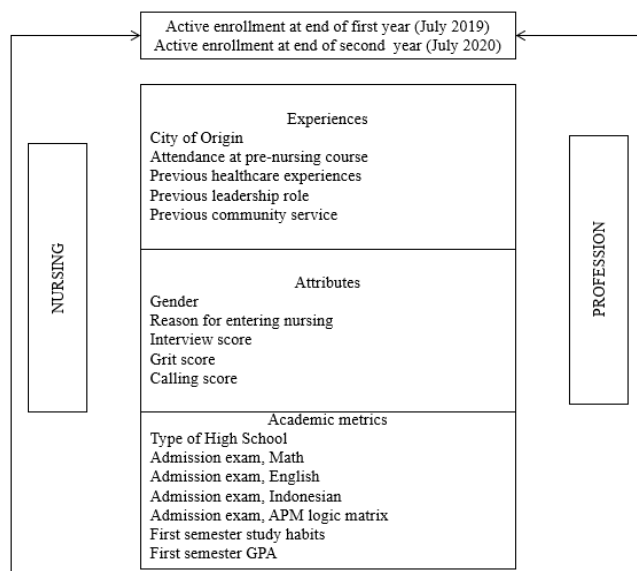 Active enrollment at end of first year (July 2019)
Active enrollment at end of second year (July 2020)
NURSING
Experiences
City of Origin
Attendance at pre-nursing course
Previous healthcare experiences
Previous leadership role
Previous community service
Attributes
Gender
Reason for entering nursing
Interview score
Grit score
Calling score
Academic metrics
Type of High School
Admission exam, Math
Admission exam, English
Admission exam, Indonesian
Admission exam, APM logic matrix
First semester study habits
First semester GPA
PROFESSION